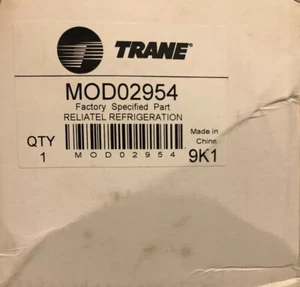 TRANE
MOD02954
Factory Specified Part
RELIATEL REFRIGERATION
QTY
1
MOD02954
Made in
China
9K1